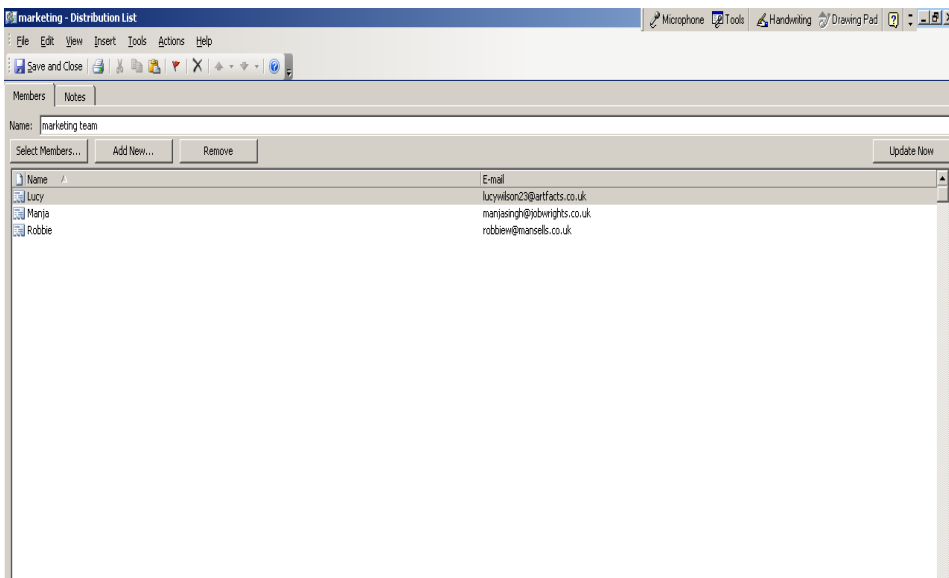 marketing - Distribution List
Microphone Tools Handwriting Drawing Pad
File Edit View Insert Tools Actions Help
Save and Close
Members Notes
Name: marketing team
Select Members... Add New... Remove Update Now
Name E-mail
Lucy lucywilson23@artfacts.co.uk
Manja manjasingh@jobwrights.co.uk
Robbie robbiew@mansells.co.uk